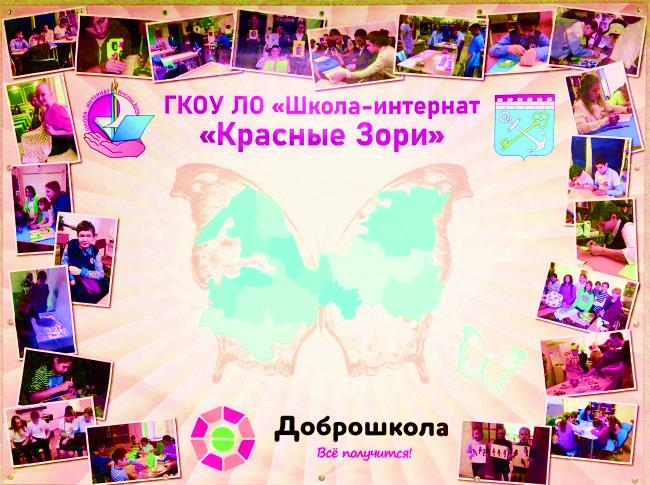 ГКОУ ЛО «Школа-интернат
«Красные Зори»
Доброшкола
Всё получится!